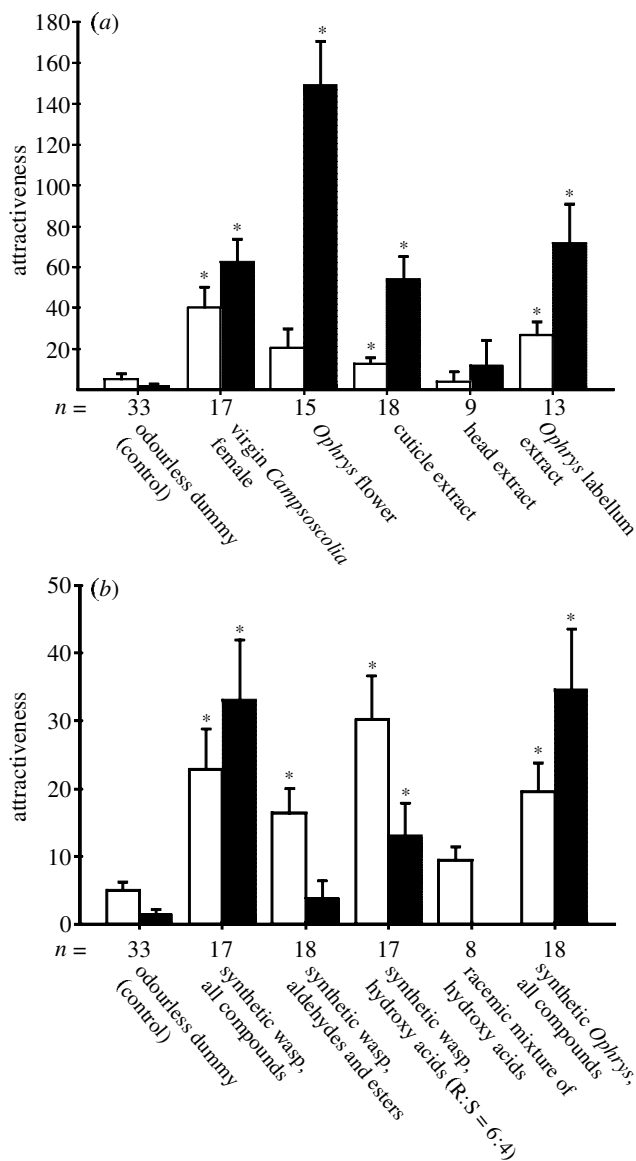 (a)
180
160
140
120
100
80
60
40
20
attractiveness
* * * * * * *
n = 33 17 15 18 9 13
odourless dummy
(control)
virgin Campsoscolia
female
Ophrys flower
cuticle extract
head extract
Ophrys labellum
extract
(b)
50
40
30
20
10
0
attractiveness
* * * * * * *
n = 33 17 18 17 8 18
odourless dummy
(control)
synthetic wasp,
all compounds
synthetic wasp,
aldehydes and esters
synthetic wasp,
hydroxy acids (R:S = 6:4)
racemic mixture of
hydroxy acids
synthetic Ophrys,
all compounds